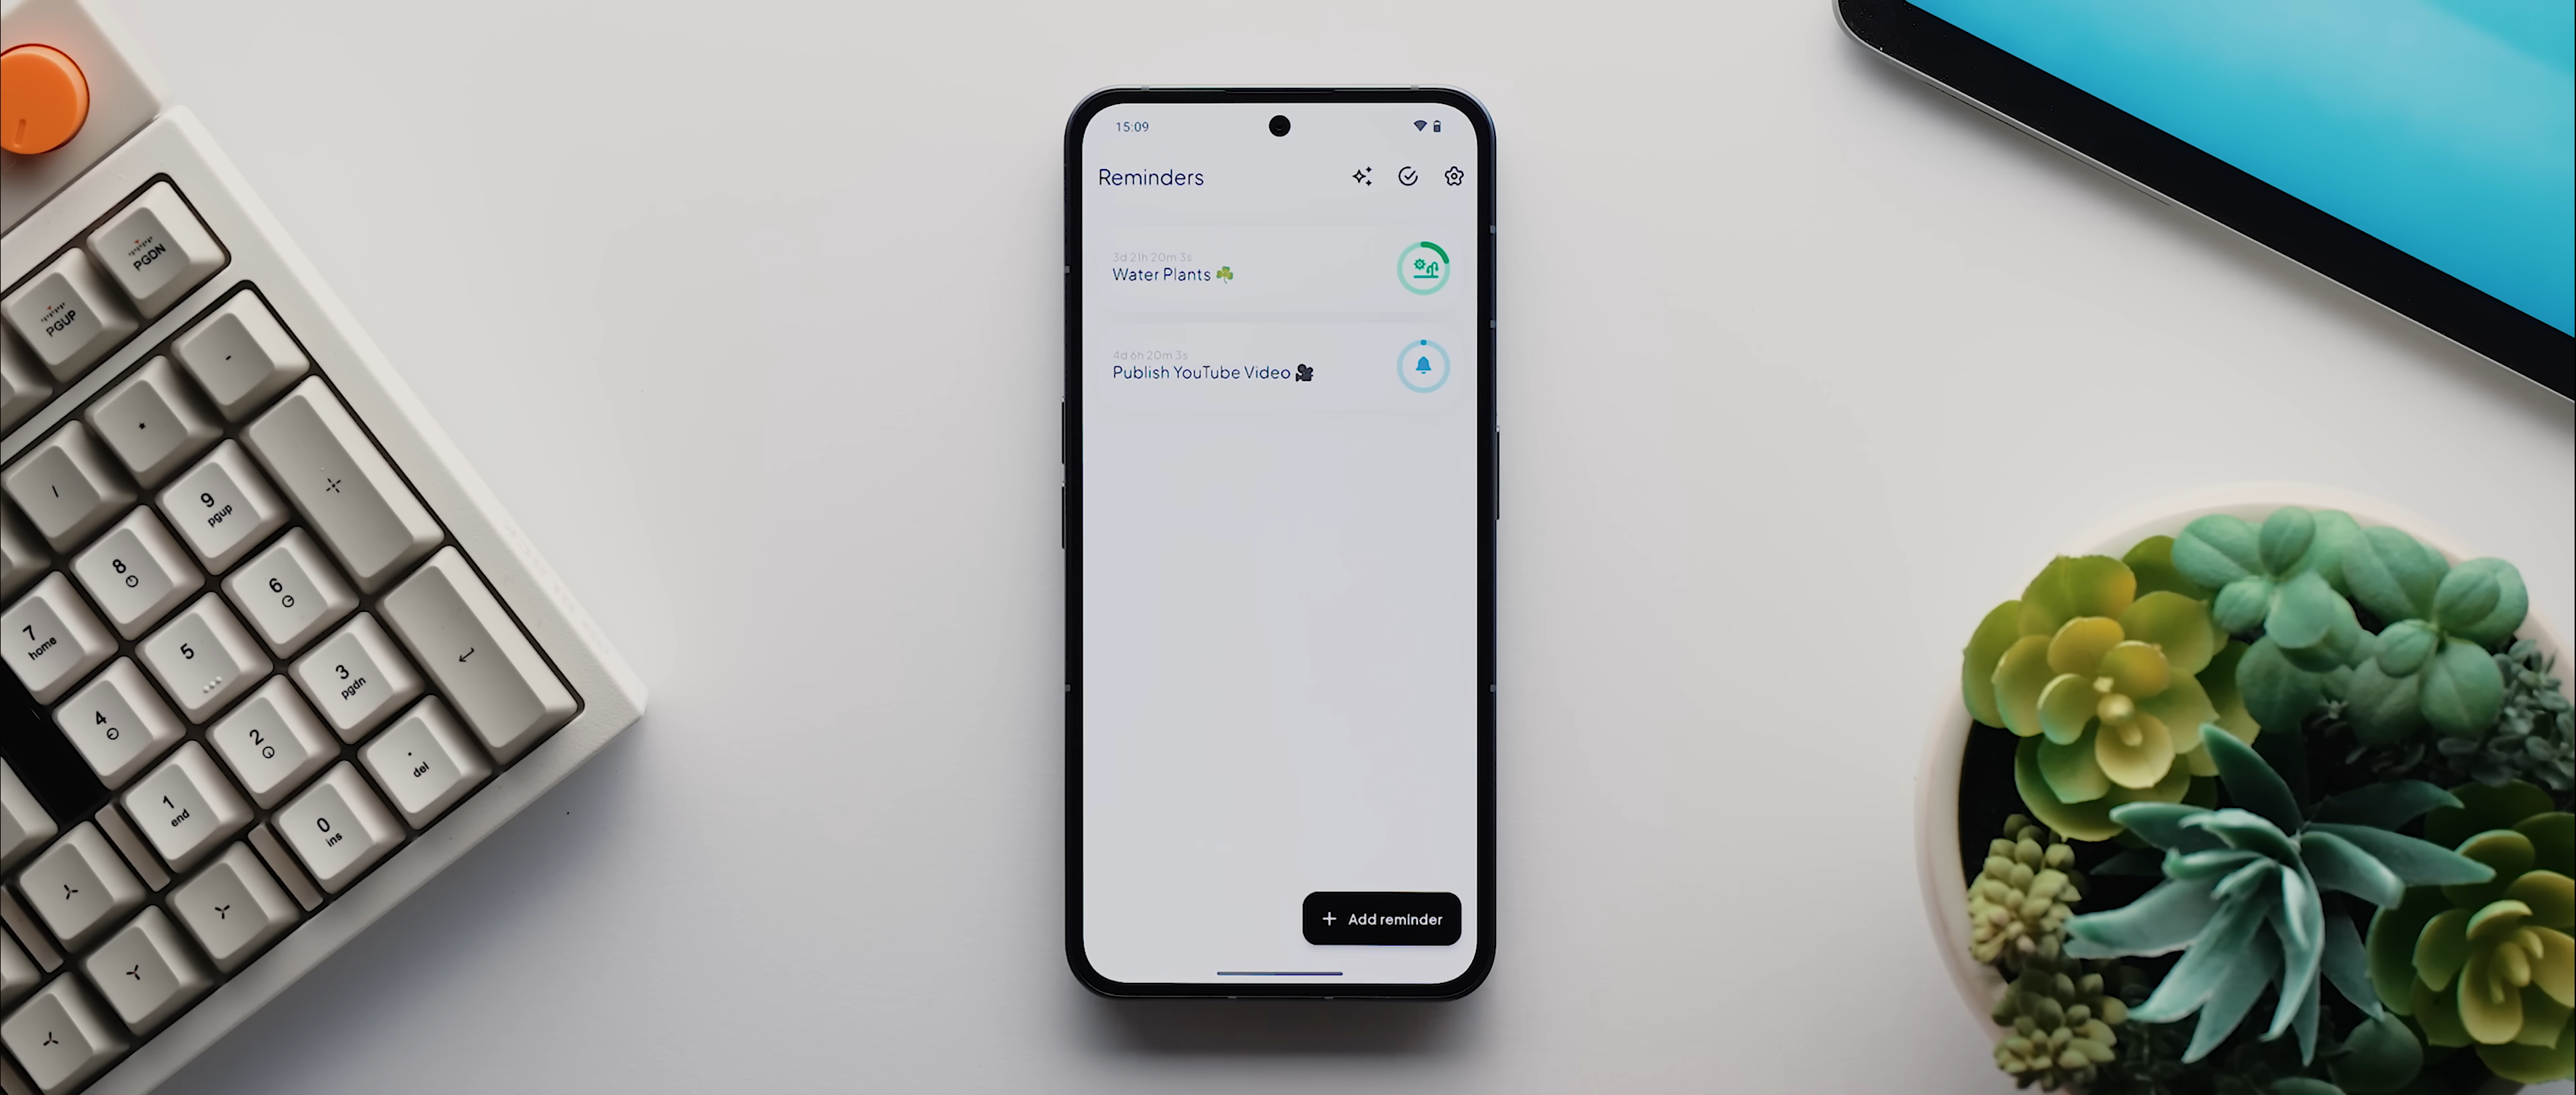 15:09
Reminders
3d 21h 20m 3s
Water Plants
4d 6h 20m 3s
Publish YouTube Video
+ Add reminder
PGDN
PGUP
-
*
/
+
9
pgup
8
7
home
6
5
4
3
pgdn
2
1
end
0
ins
.
del